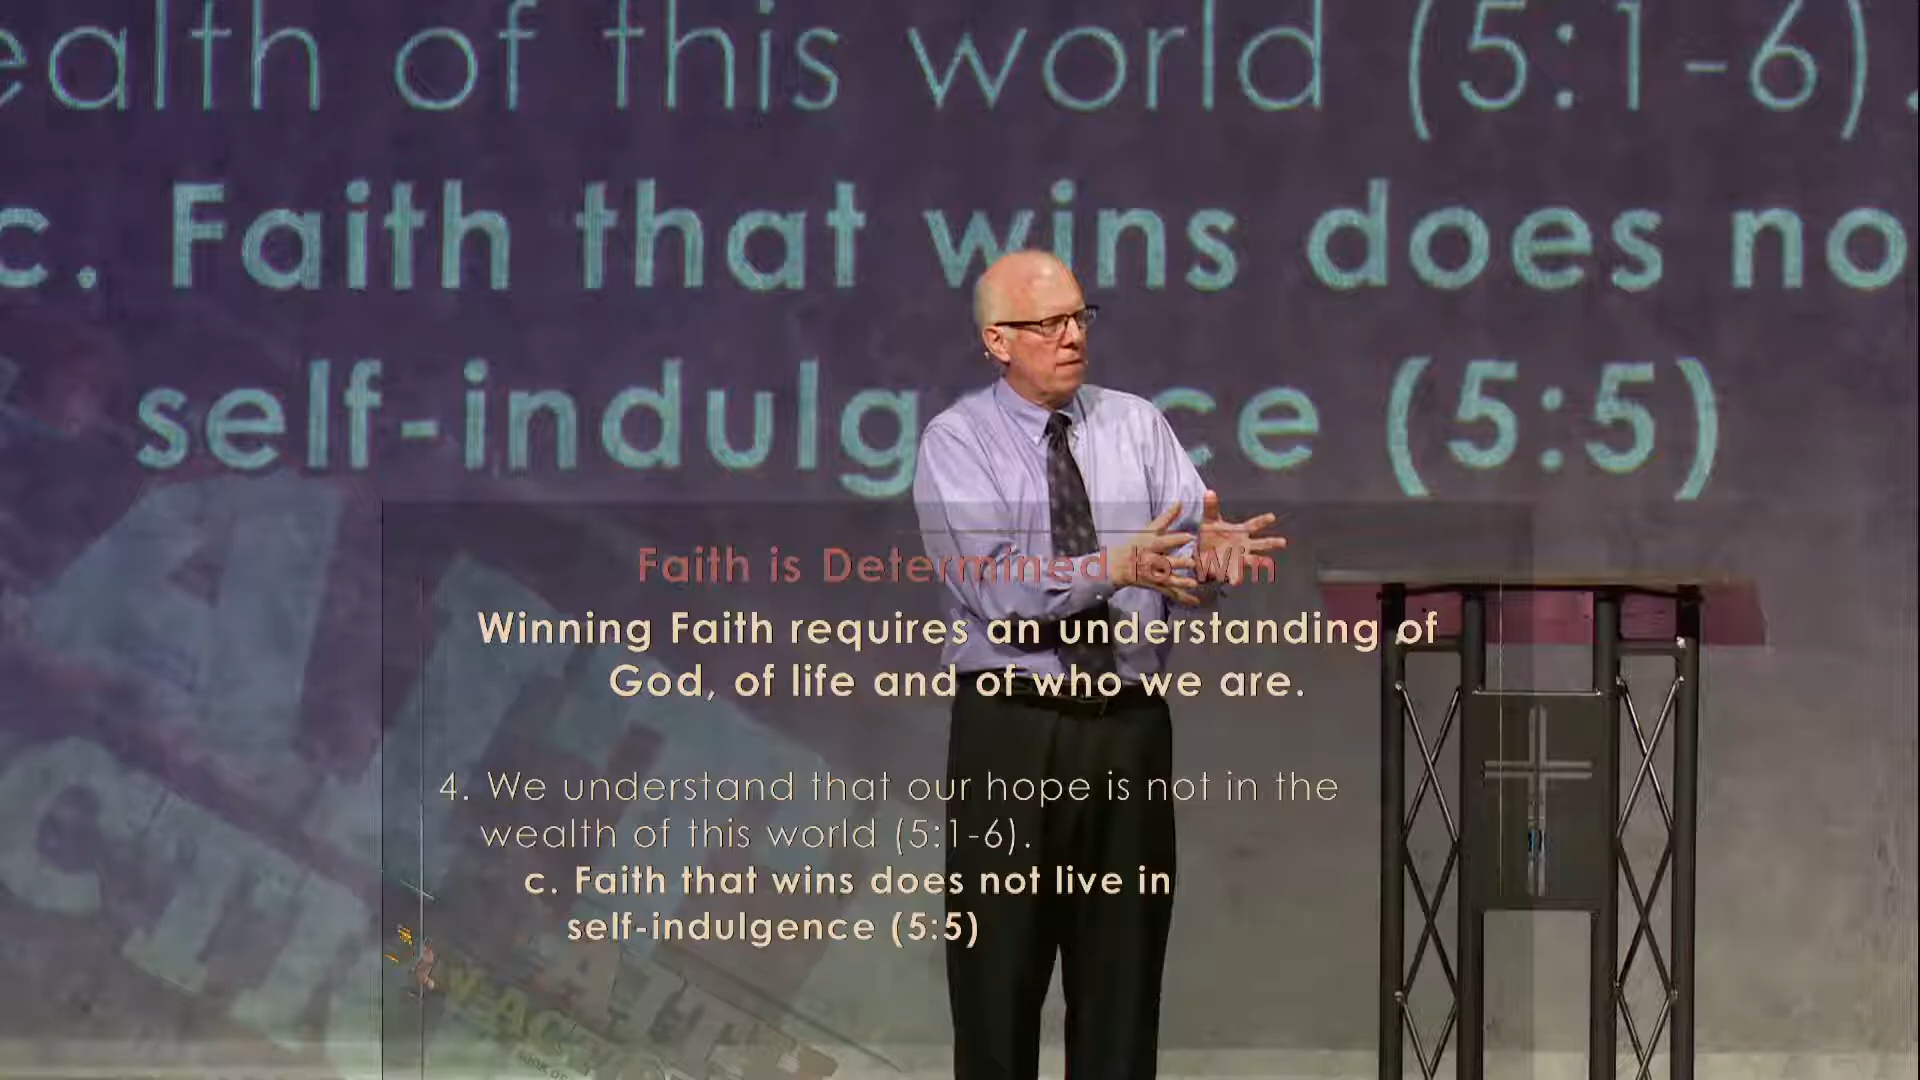 ealth of this world (5:1-6).
c. Faith that wins does no
self-indulg ce (5:5)
Faith is Determined to Win
Winning Faith requires an understanding of
God, of life and of who we are.
4. We understand that our hope is not in the
wealth of this world (5:1-6).
c. Faith that wins does not live in
self-indulgence (5:5)